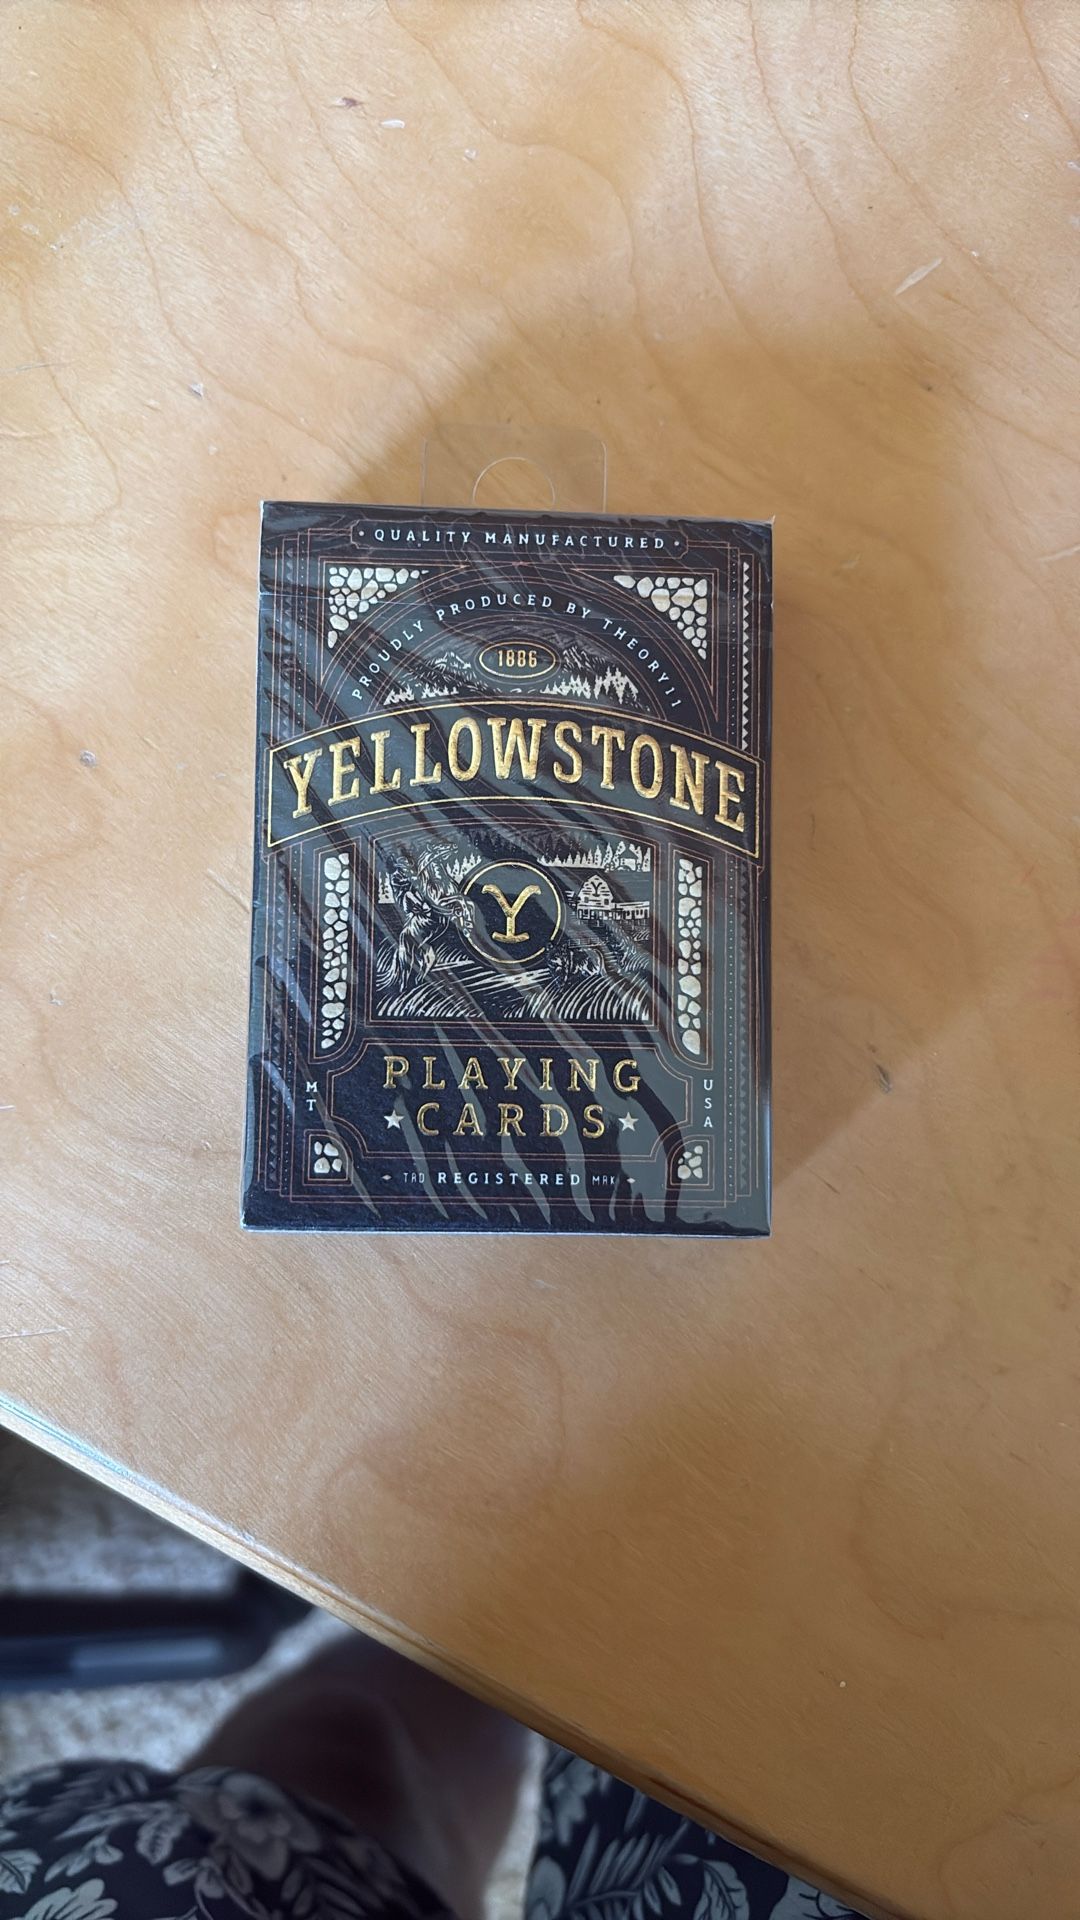 QUALITY MANUFACTURED
PROUDLY PRODUCED BY THEORY11
1886
YELLOWSTONE
Y
PLAYING
CARDS
MT
USA
TRD REGISTERED MRK